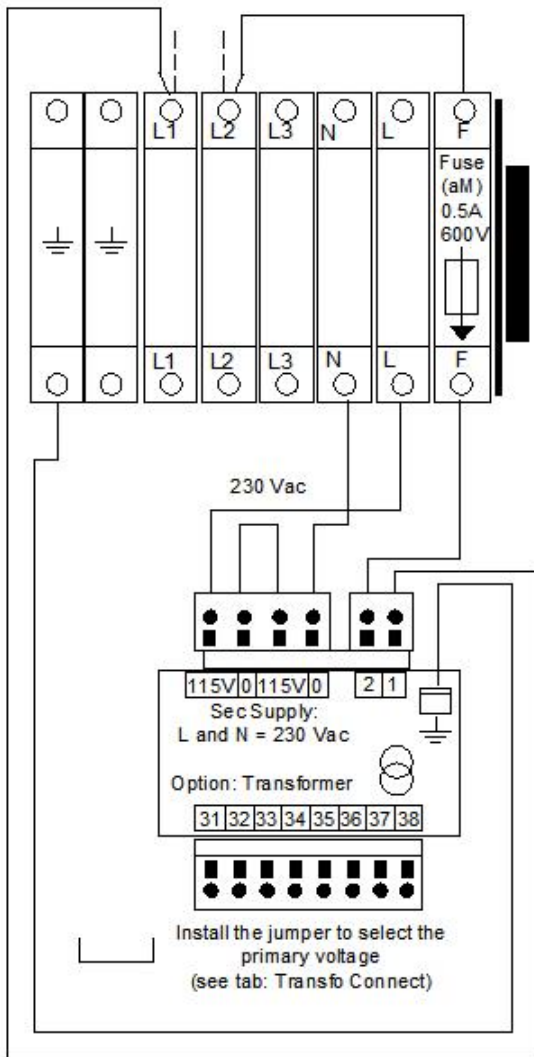 L1 L2 L3 N L F
Fuse
(aM)
0.5A
600V
L1 L2 L3 N L F
230 Vac
115V 0 115V 0 2 1
Sec Supply:
L and N = 230 Vac
Option: Transformer
31 32 33 34 35 36 37 38
Install the jumper to select the
primary voltage
(see tab: Transfo Connect)